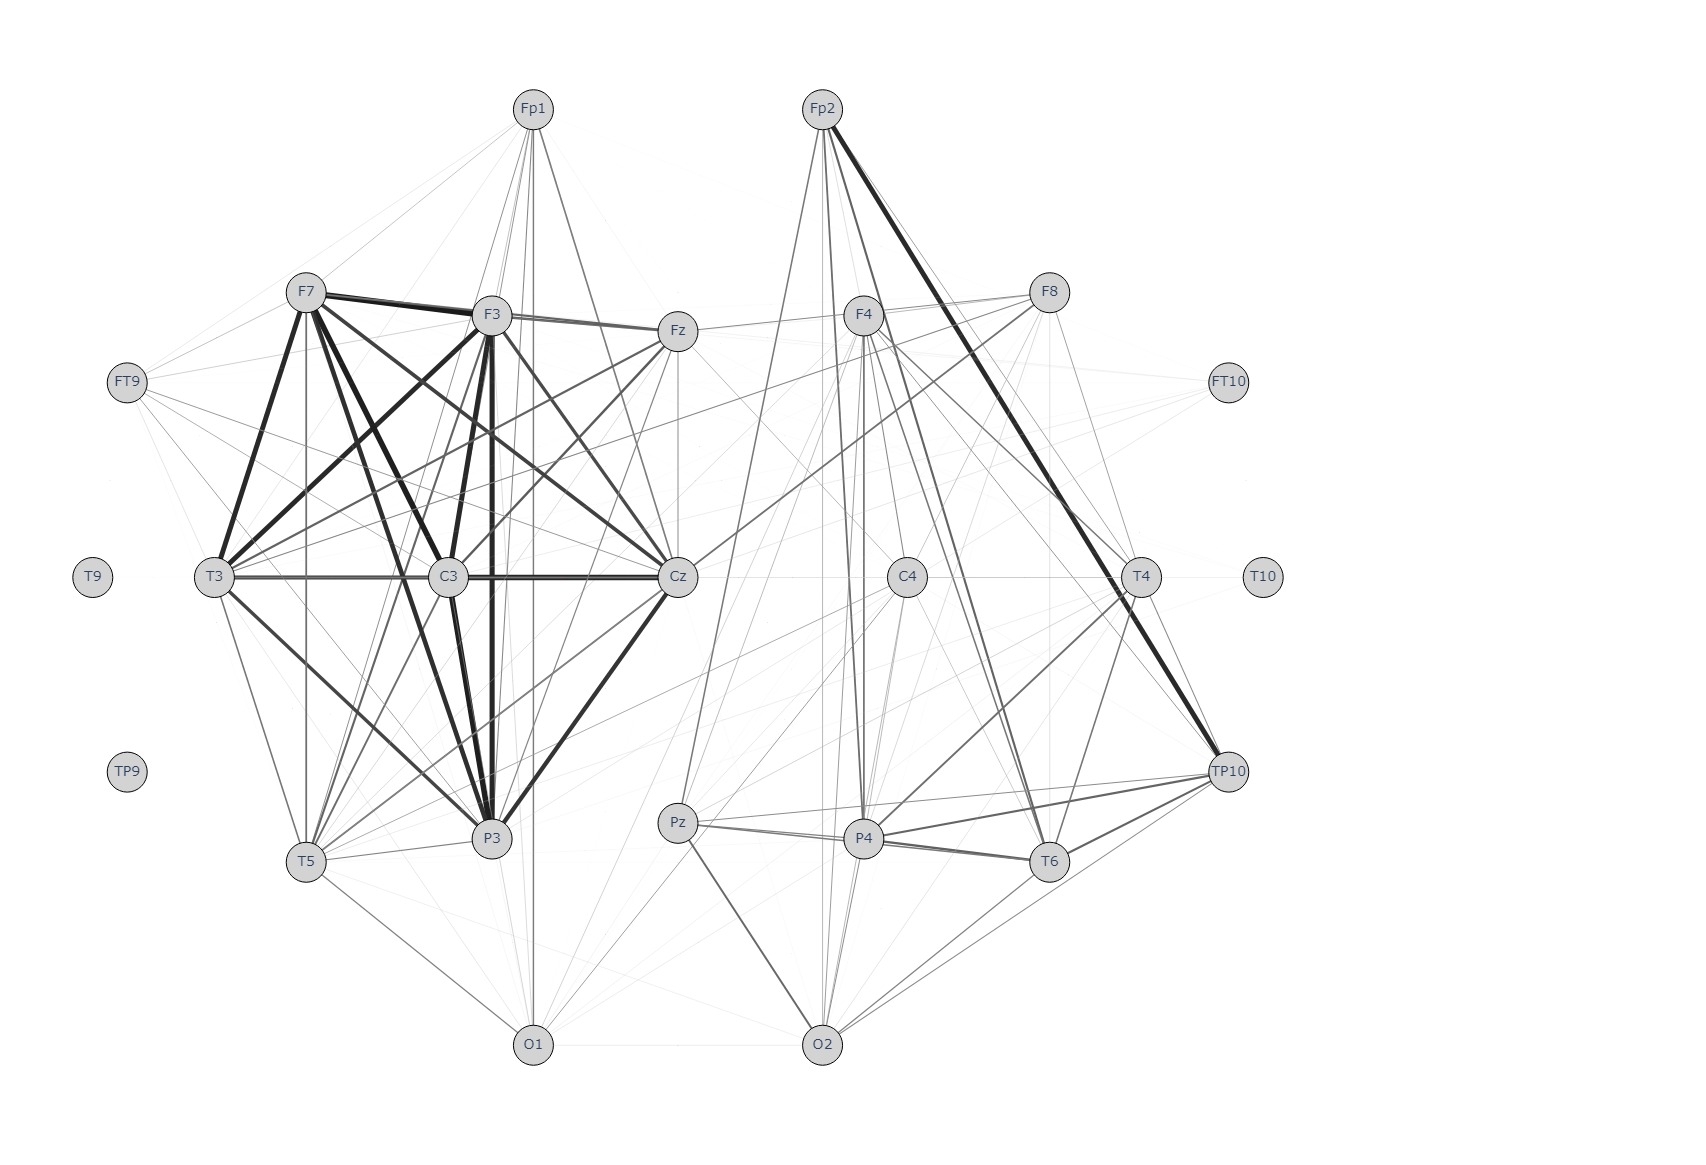 Fp1 Fp2
F7 F3 Fz F4 F8
FT9 FT10
T9 T3 C3 Cz C4 T4 T10
TP9 TP10
T5 P3 Pz P4 T6
O1 O2